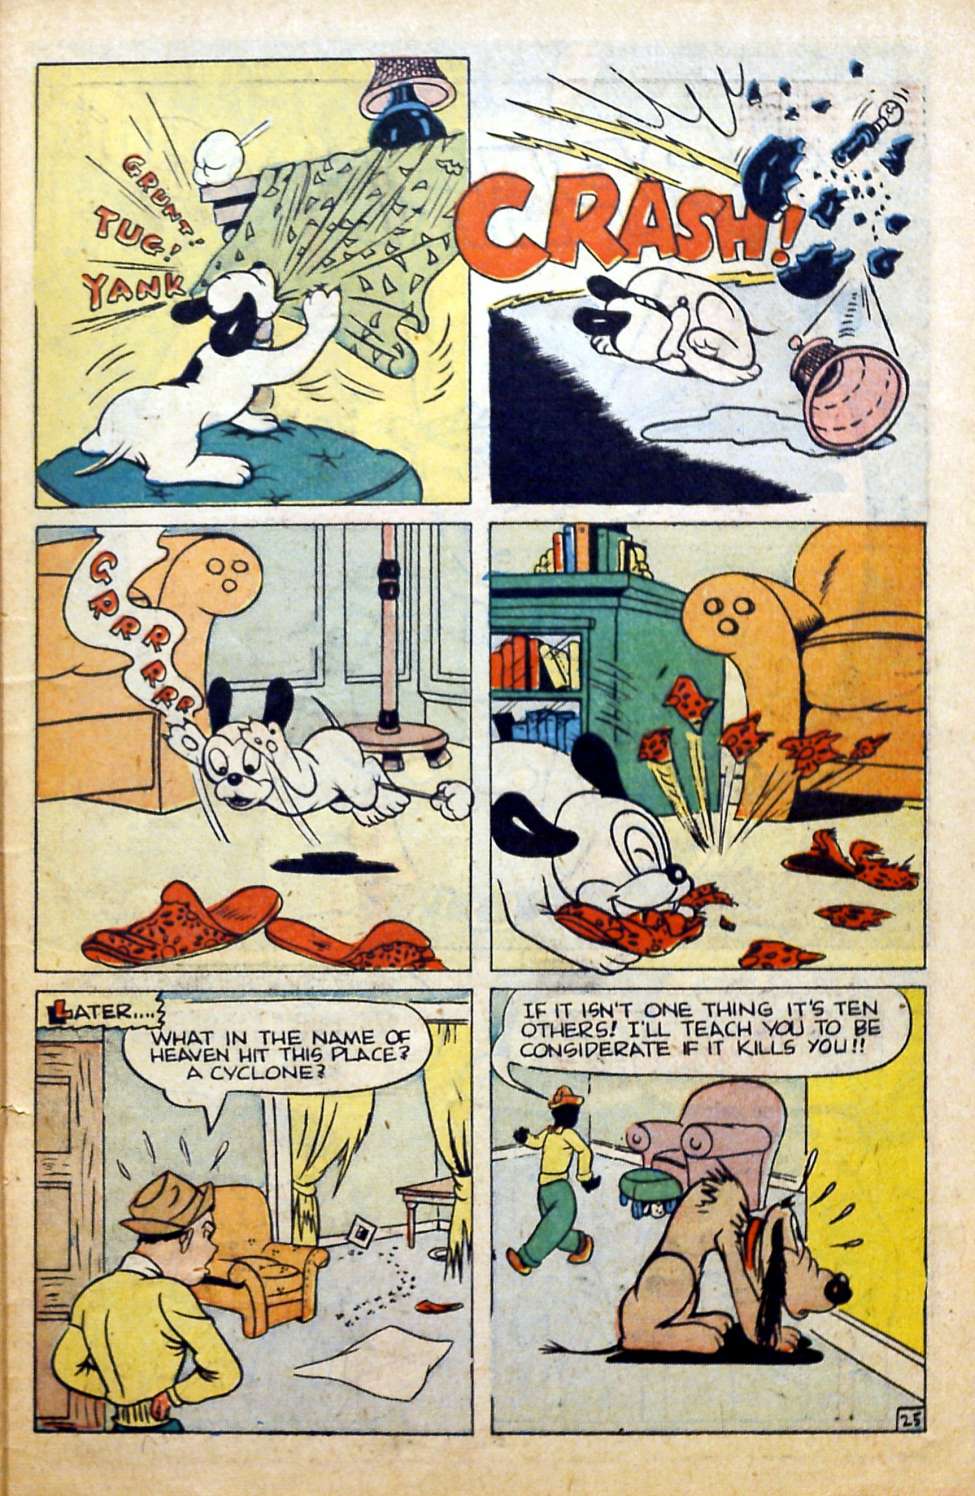 GRUNT!!
TUG!
YANK
CRASH!
GRRRRRRR
LATER....
WHAT IN THE NAME OF
HEAVEN HIT THIS PLACE?
A CYCLONE?
IF IT ISN'T ONE THING IT'S TEN
OTHERS! I'LL TEACH YOU TO BE
CONSIDERATE IF IT KILLS YOU!!
25